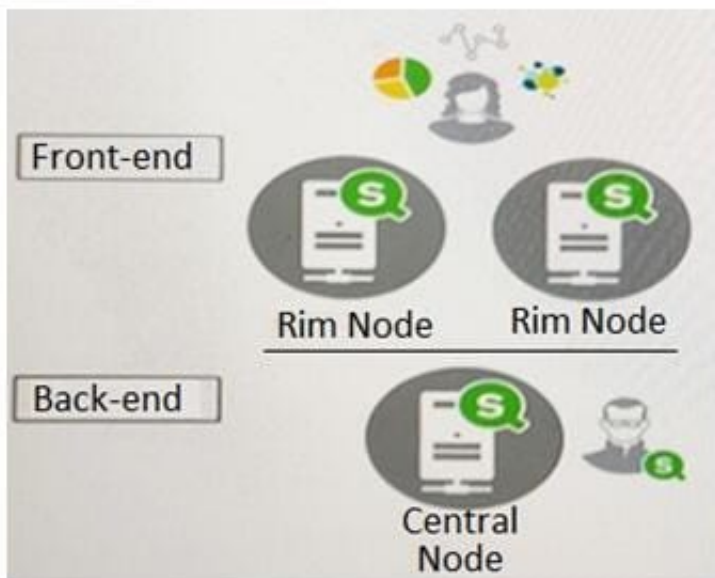 Front-end
S
S
Rim Node
Rim Node
Back-end
S
S
Central
Node